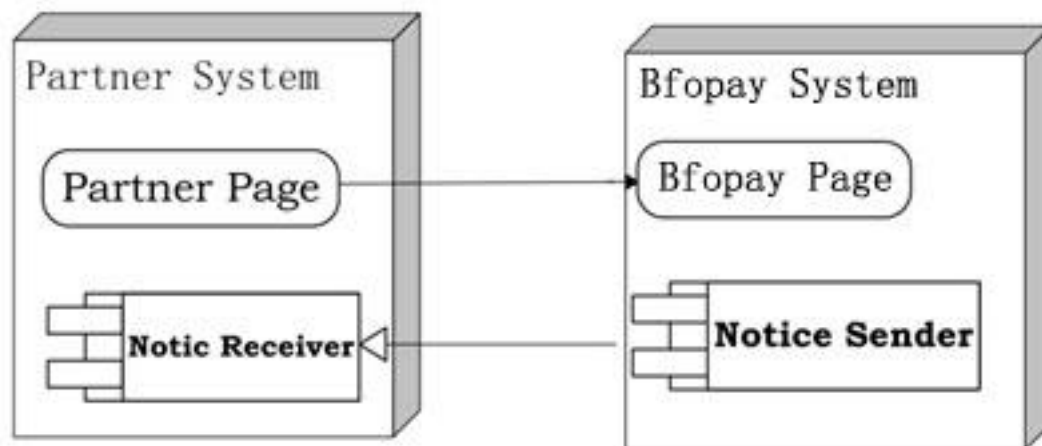 Partner System
Partner Page
Notic Receiver
Bfopay System
Bfopay Page
Notice Sender